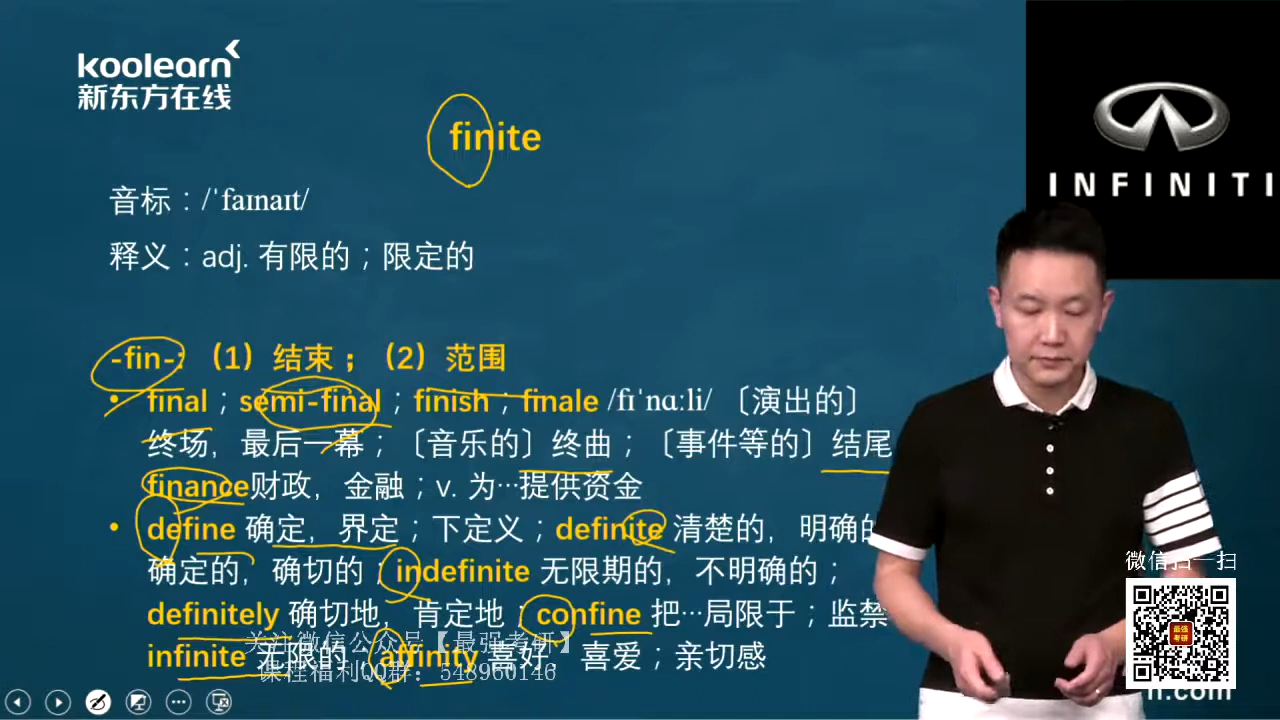 koolearn
新东方在线
INFINITI
finite
音标：/ˈfaɪnaɪt/
释义：adj. 有限的；限定的
-fin-:（1）结束；（2）范围
• final；semi-final；finish；finale /fɪˈnɑːli/〔演出的〕
终场，最后一幕；〔音乐的〕终曲；〔事件等的〕结尾
finance财政，金融；v. 为…提供资金
• define 确定，界定；下定义；definite 清楚的，明确的
确定的，确切的；indefinite 无限期的，不明确的；
definitely 确切地，肯定地；confine 把…局限于；监禁
infinite 无限的，affinity 喜好，喜爱；亲切感
关注微信公众号【最强考研】
课程福利QQ群：548960146
微信扫一扫
最强
考研
n.com